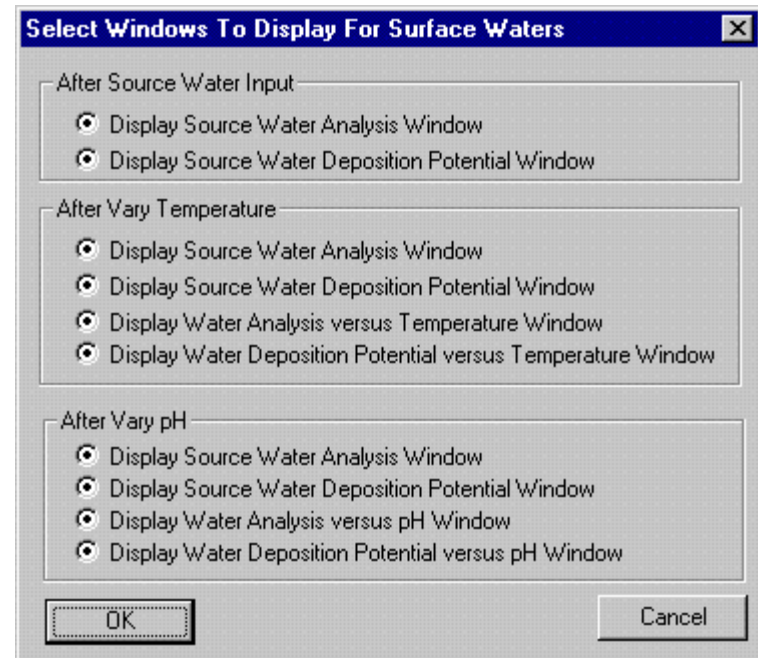 Select Windows To Display For Surface Waters
After Source Water Input
Display Source Water Analysis Window
Display Source Water Deposition Potential Window
After Vary Temperature
Display Source Water Analysis Window
Display Source Water Deposition Potential Window
Display Water Analysis versus Temperature Window
Display Water Deposition Potential versus Temperature Window
After Vary pH
Display Source Water Analysis Window
Display Source Water Deposition Potential Window
Display Water Analysis versus pH Window
Display Water Deposition Potential versus pH Window
OK Cancel